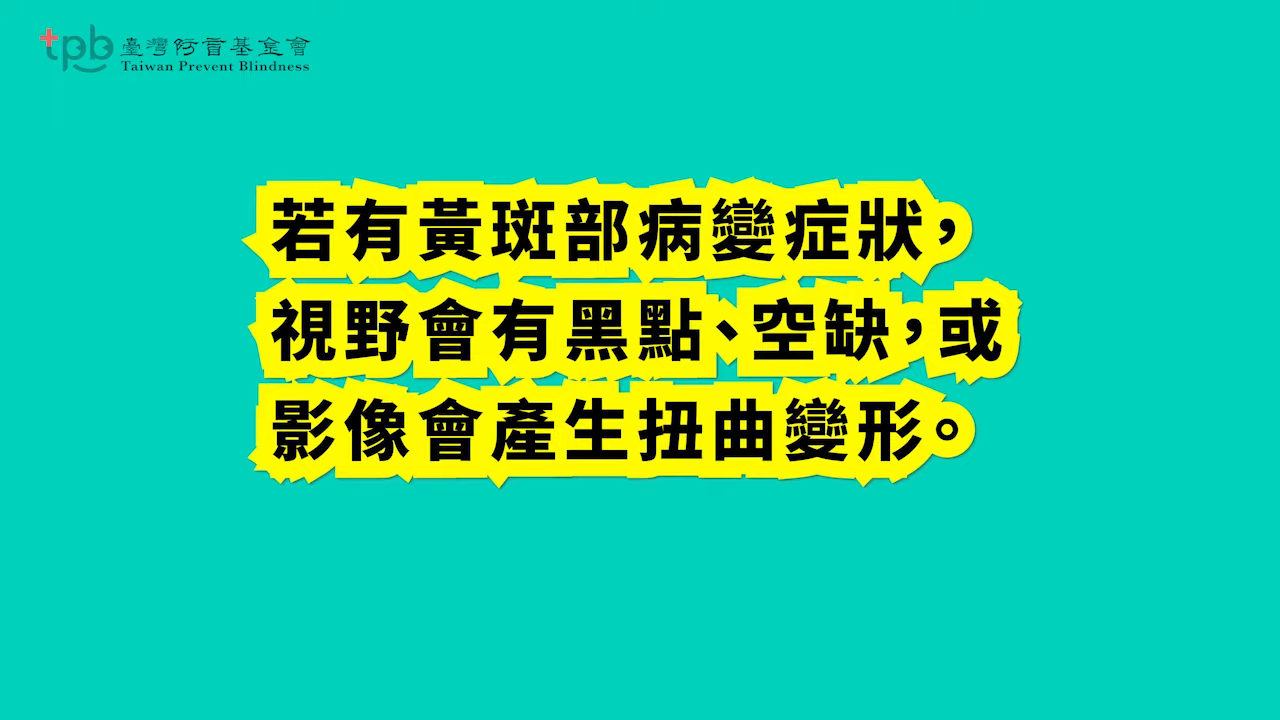 tpb 臺灣防盲基金會
Taiwan Prevent Blindness
若有黃斑部病變症狀，
視野會有黑點、空缺，或
影像會產生扭曲變形。